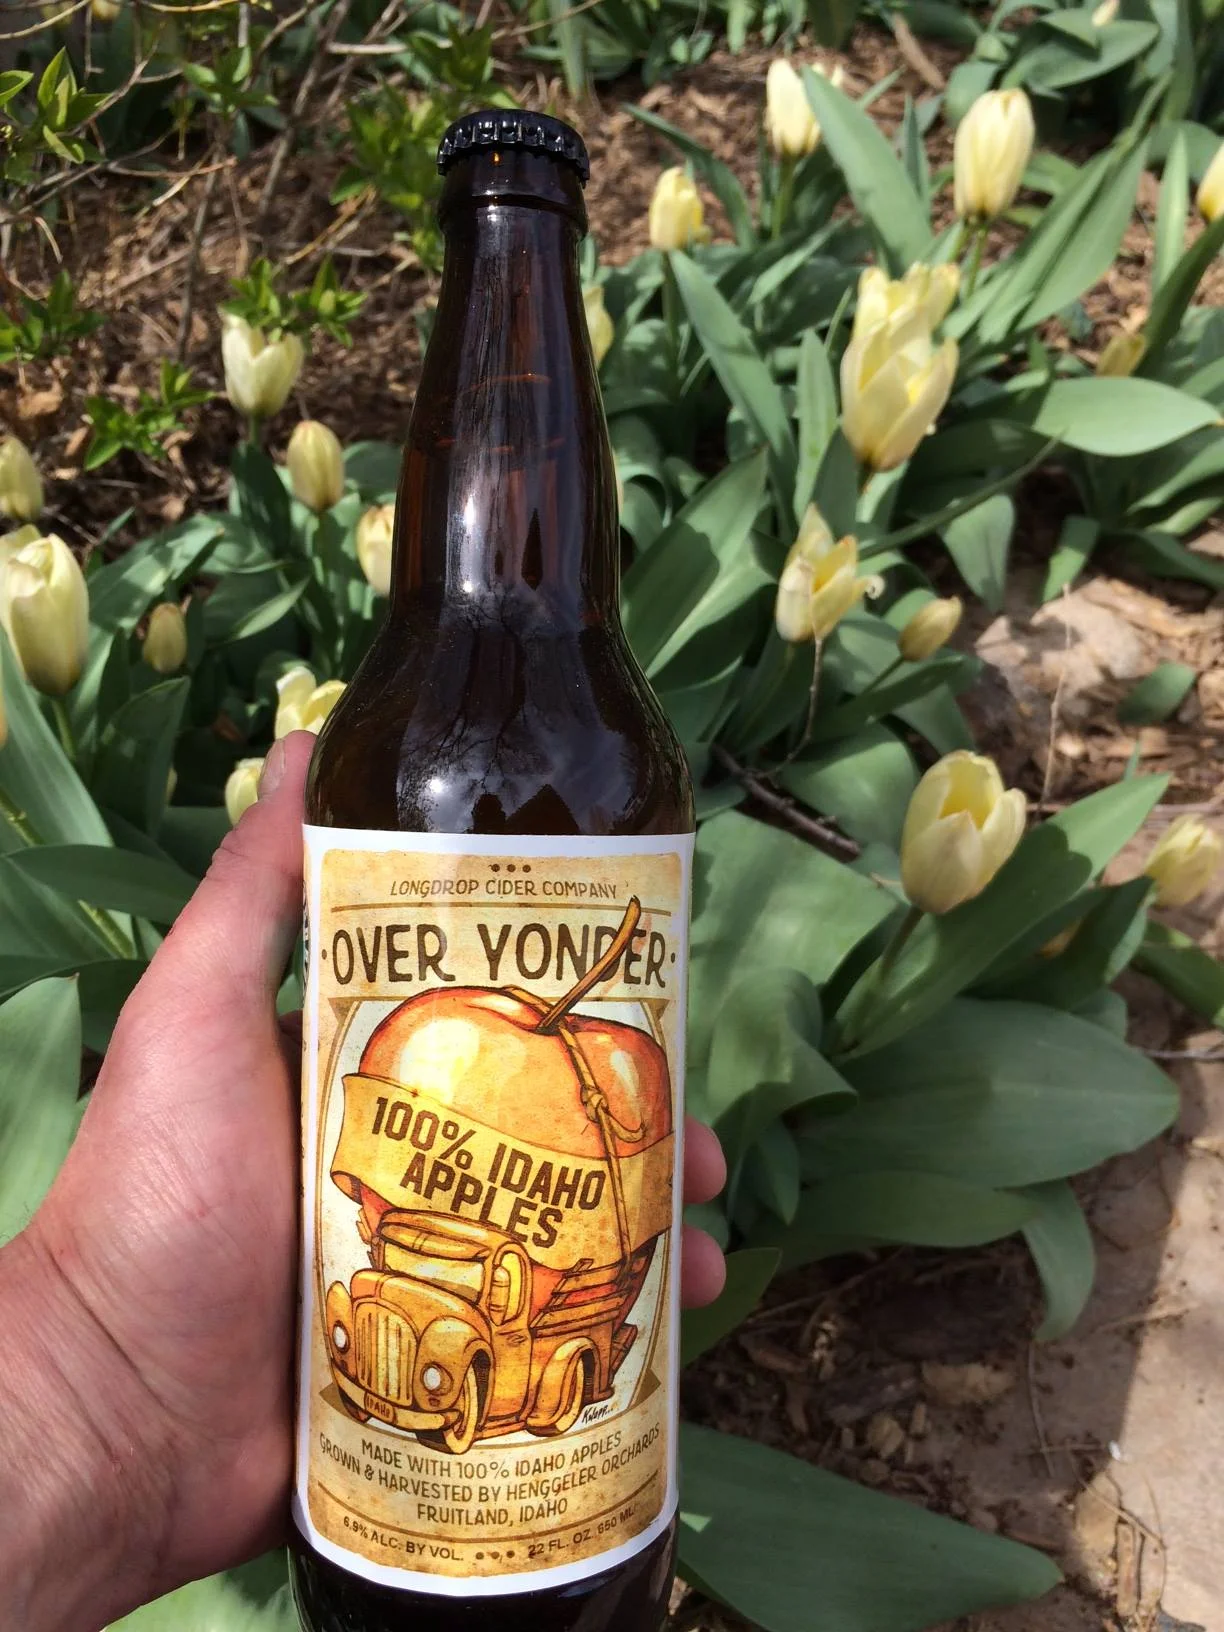 LONGDROP CIDER COMPANY
·OVER YONDER·
100% IDAHO
APPLES
IDAHO
Klopp...
MADE WITH 100% IDAHO APPLES
GROWN & HARVESTED BY HENGGELER ORCHARDS
FRUITLAND, IDAHO
6.9% ALC. BY VOL. ••• 22 FL. OZ. 650 ML.